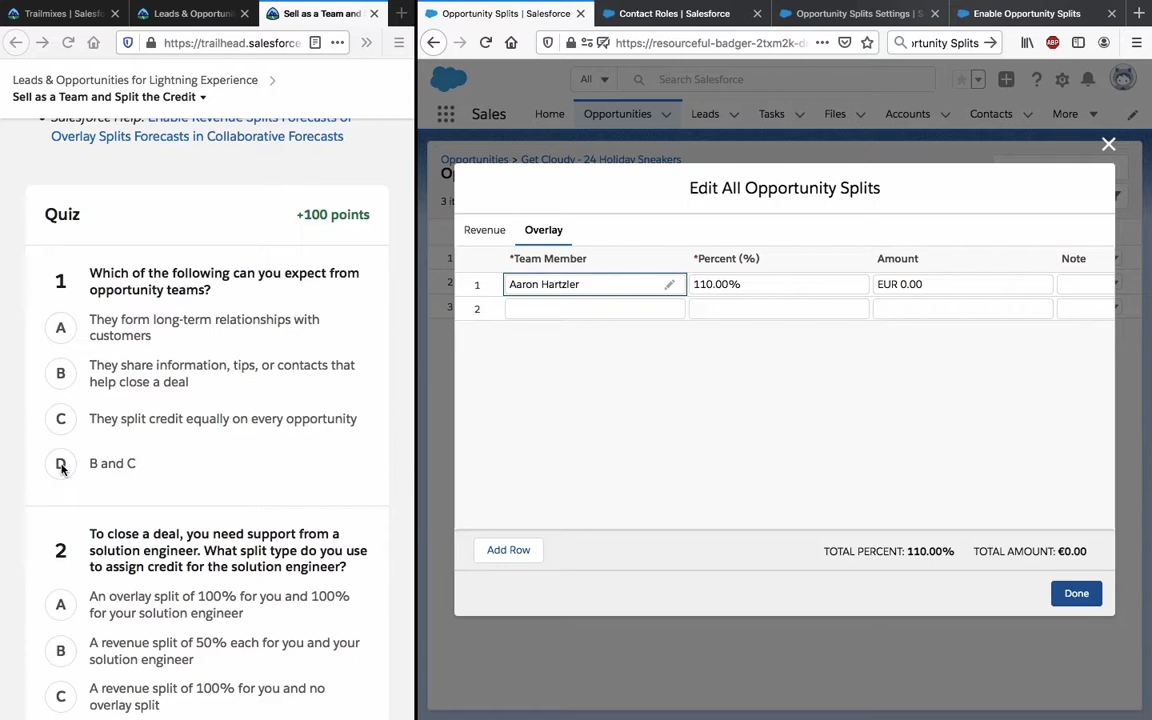 Trailmixes | Salesf
Leads & Opportuni
Sell as a Team and
https://trailhead.salesforce
Leads & Opportunities for Lightning Experience
Sell as a Team and Split the Credit
Salesforce Help: Enable Revenue Splits Forecasts or
Overlay Splits Forecasts in Collaborative Forecasts
Quiz +100 points
1 Which of the following can you expect from
opportunity teams?
A They form long-term relationships with
customers
B They share information, tips, or contacts that
help close a deal
C They split credit equally on every opportunity
D B and C
2 To close a deal, you need support from a
solution engineer. What split type do you use
to assign credit for the solution engineer?
A An overlay split of 100% for you and 100%
for your solution engineer
B A revenue split of 50% each for you and your
solution engineer
C A revenue split of 100% for you and no
overlay split
Opportunity Splits | Salesforce
Contact Roles | Salesforce
Opportunity Splits Settings | S
Enable Opportunity Splits
https://resourceful-badger-2txm2k-d
rtunity Splits
ABP
All Search Salesforce
Sales Home Opportunities Leads Tasks Files Accounts Contacts More
Opportunities > Get Cloudy - 24 Holiday Sneakers
Op
3 it
1
2
3
Edit All Opportunity Splits
Revenue Overlay
*Team Member *Percent (%) Amount Note
1 Aaron Hartzler 110.00% EUR 0.00
2
Add Row TOTAL PERCENT: 110.00% TOTAL AMOUNT: €0.00
Done